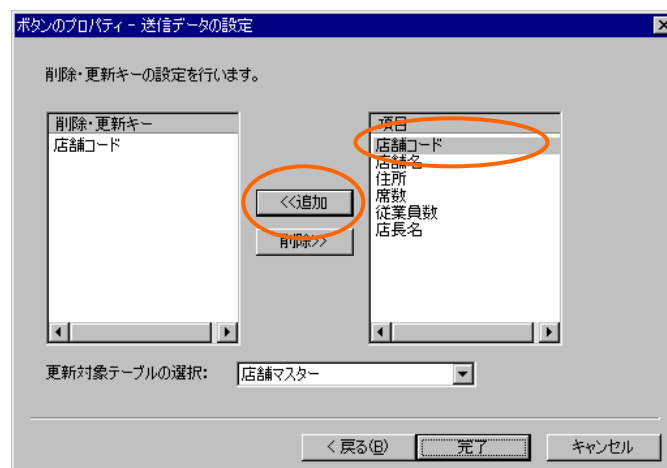 ボタンのプロパティ - 送信データの設定
削除・更新キーの設定を行います。
削除・更新キー
店舗コード
<<追加
削除>>
項目
店舗コード
店舗名
住所
席数
従業員数
店長名
更新対象テーブルの選択:
店舗マスター
< 戻る(B)
完了
キャンセル